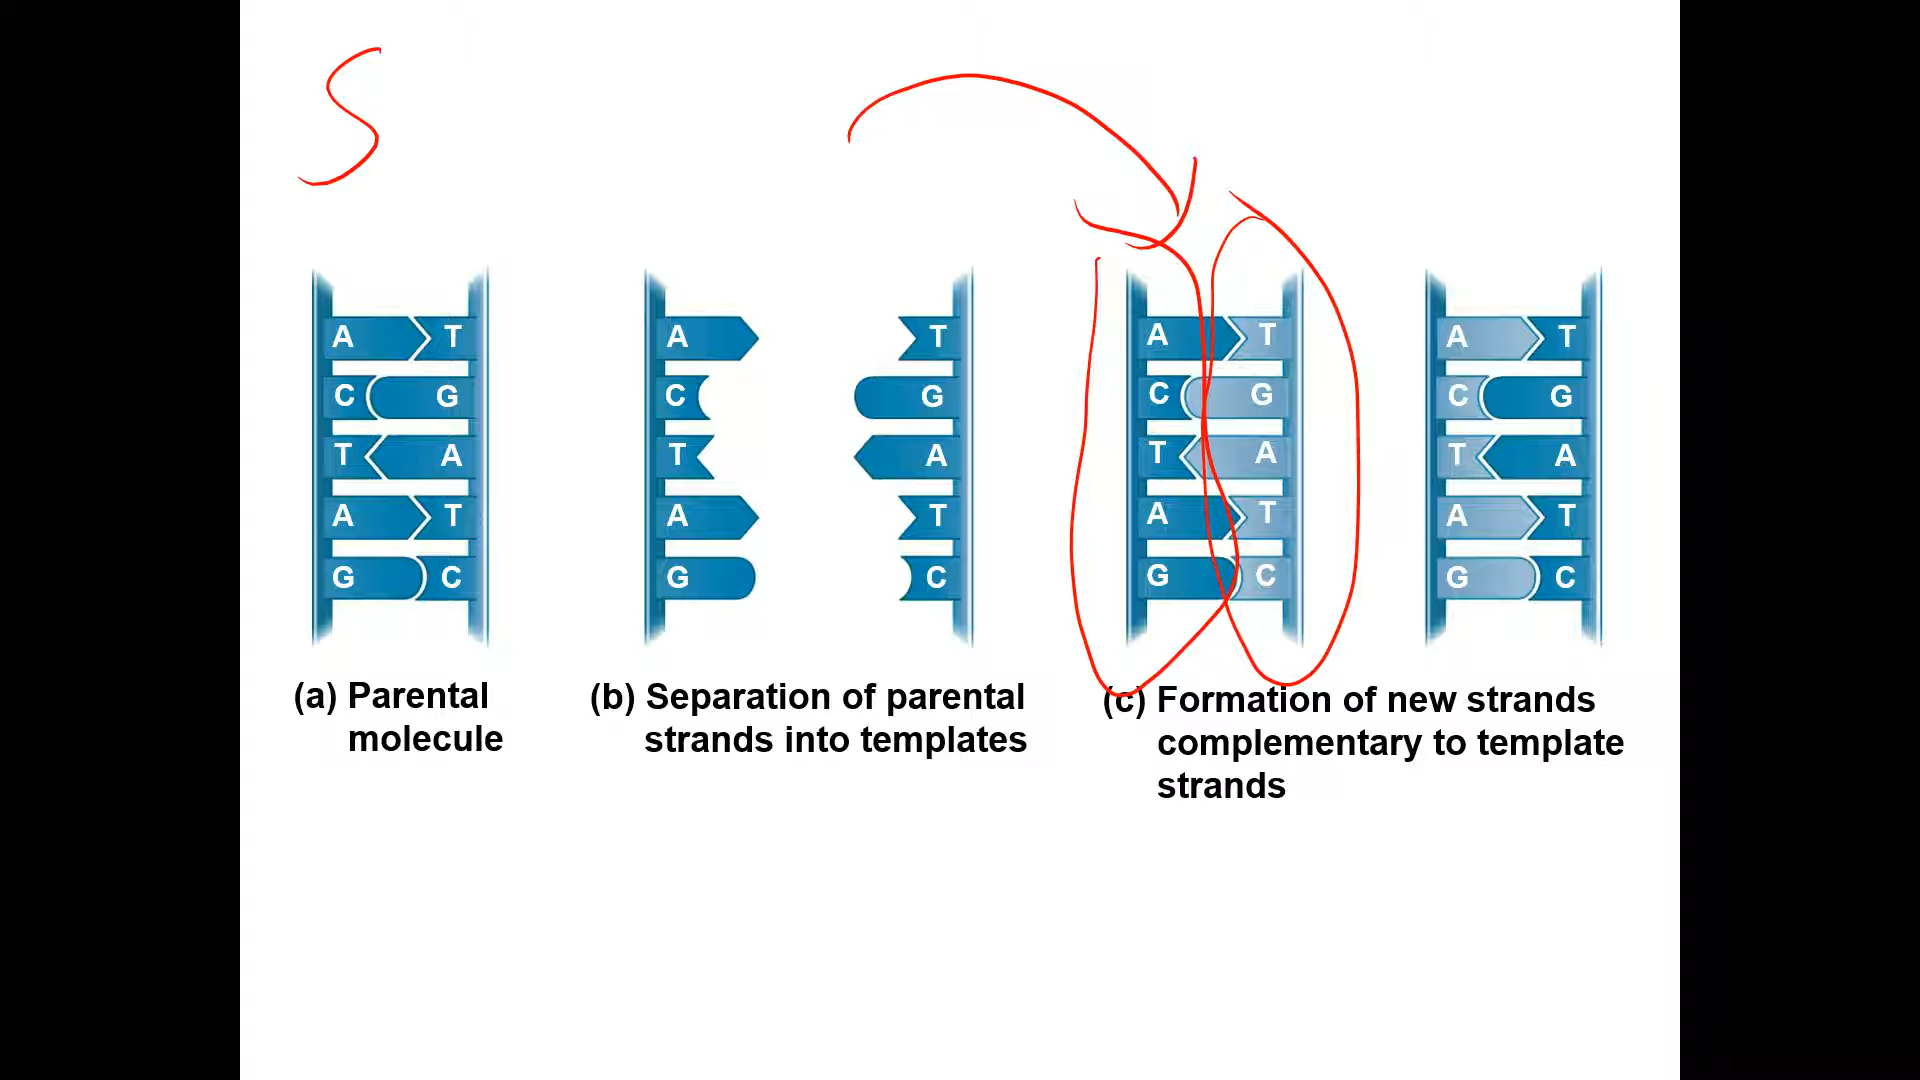 S
A T A T A T A T
C G C G C G C G
T A T A T A T A
A T A T A T A T
G C G C G C G C
(a) Parental
molecule
(b) Separation of parental
strands into templates
(c) Formation of new strands
complementary to template
strands